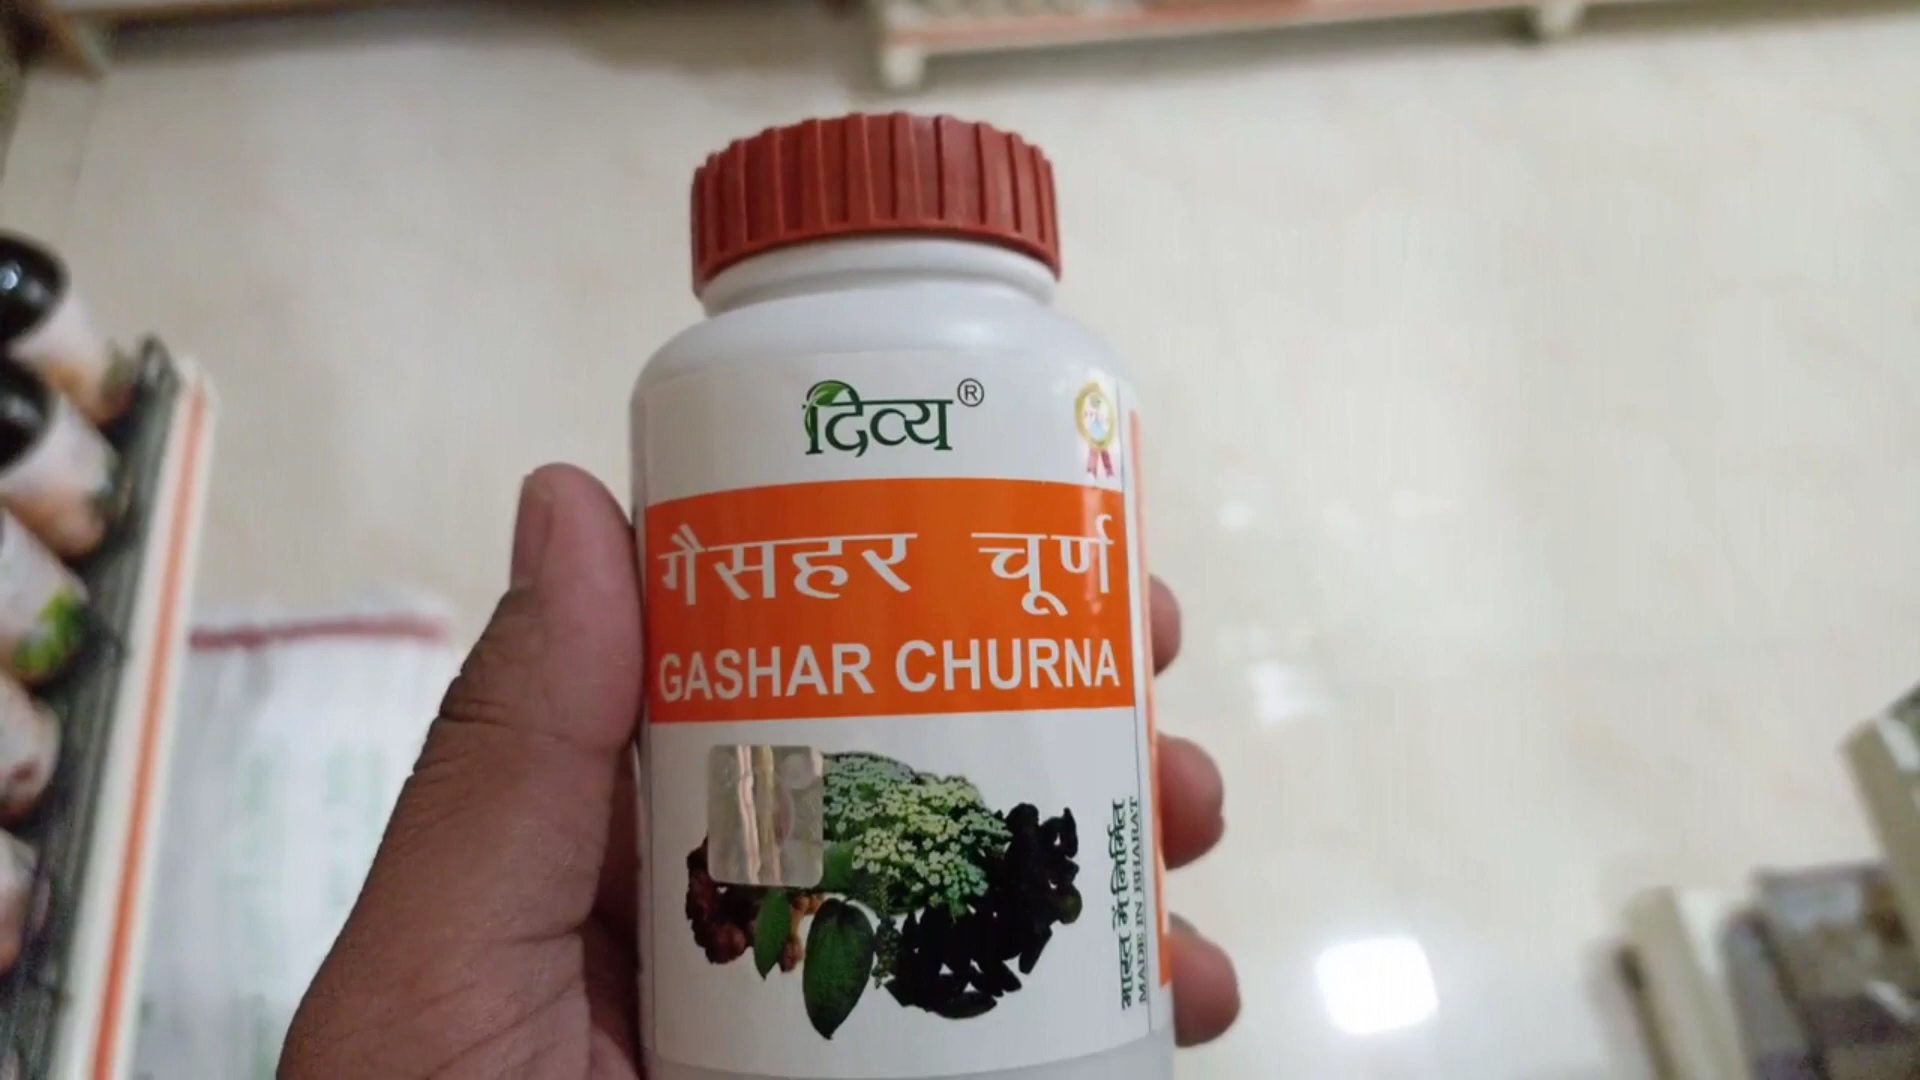 दिव्य®
गैसहर चूर्ण
GASHAR CHURNA
भारत में निर्मित
MADE IN BHARAT